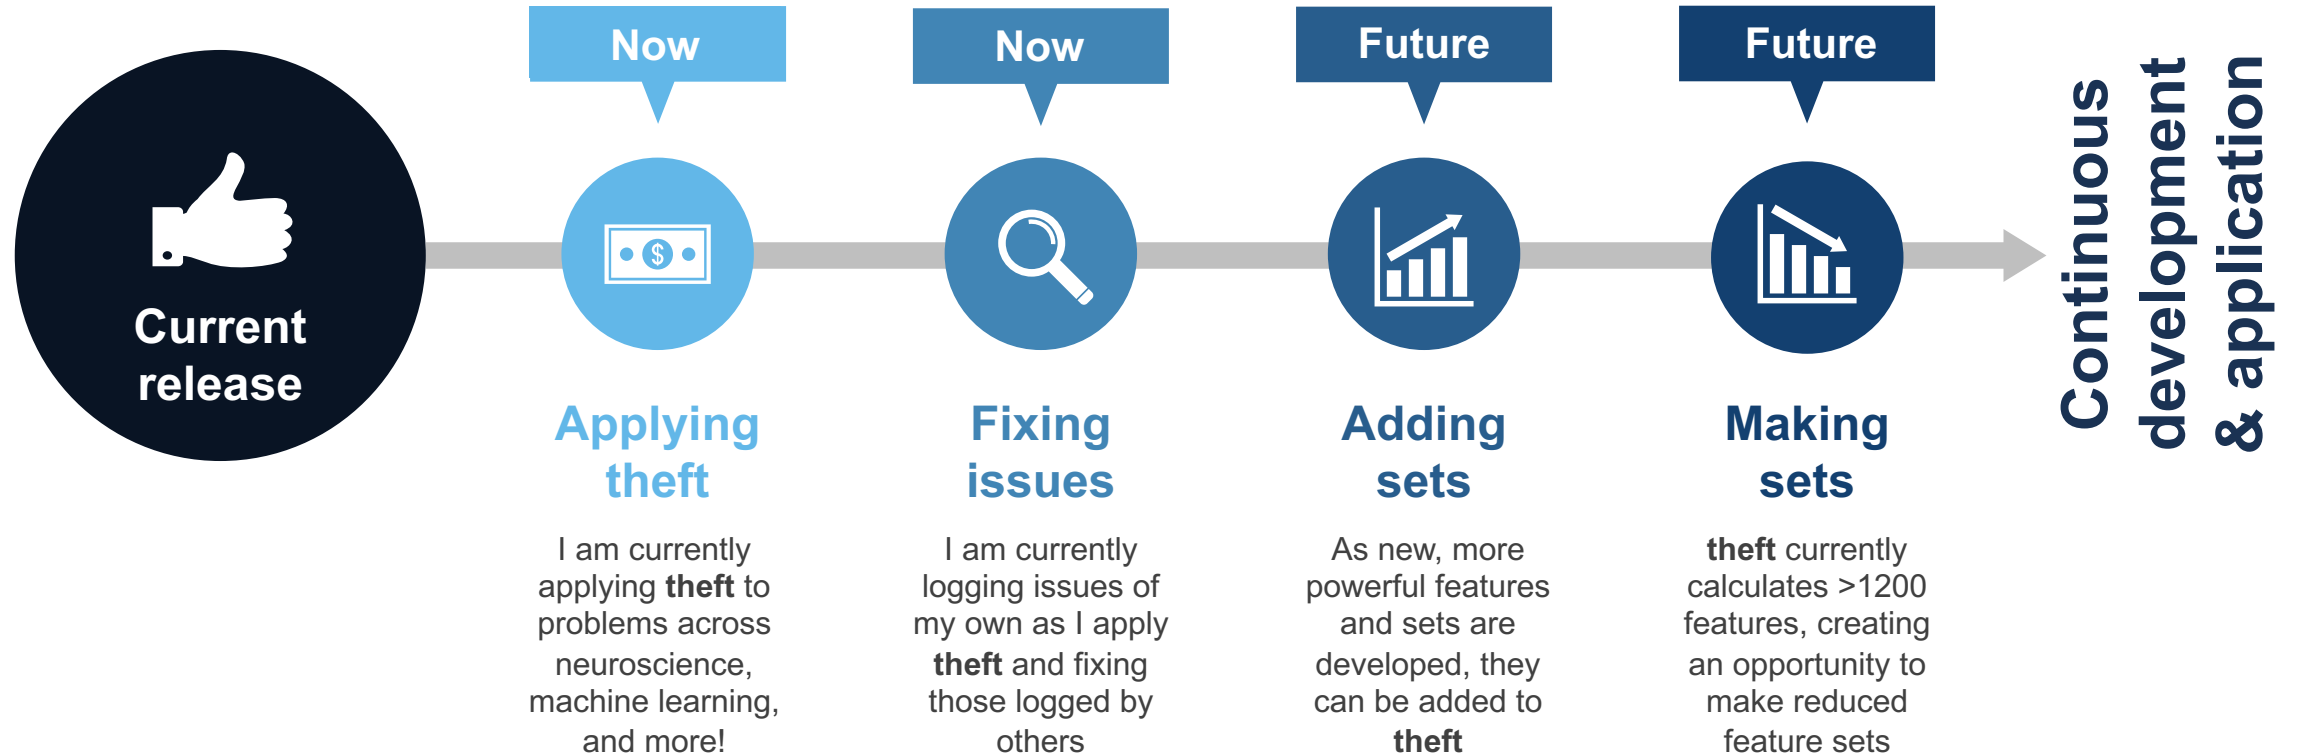 Current
release
Now
Applying
theft
I am currently
applying theft to
problems across
neuroscience,
machine learning,
and more!
Now
Fixing
issues
I am currently
logging issues of
my own as I apply
theft and fixing
those logged by
others
Future
Adding
sets
As new, more
powerful features
and sets are
developed, they
can be added to
theft
Future
Making
sets
theft currently
calculates >1200
features, creating
an opportunity to
make reduced
feature sets
Continuous
development
& application
$